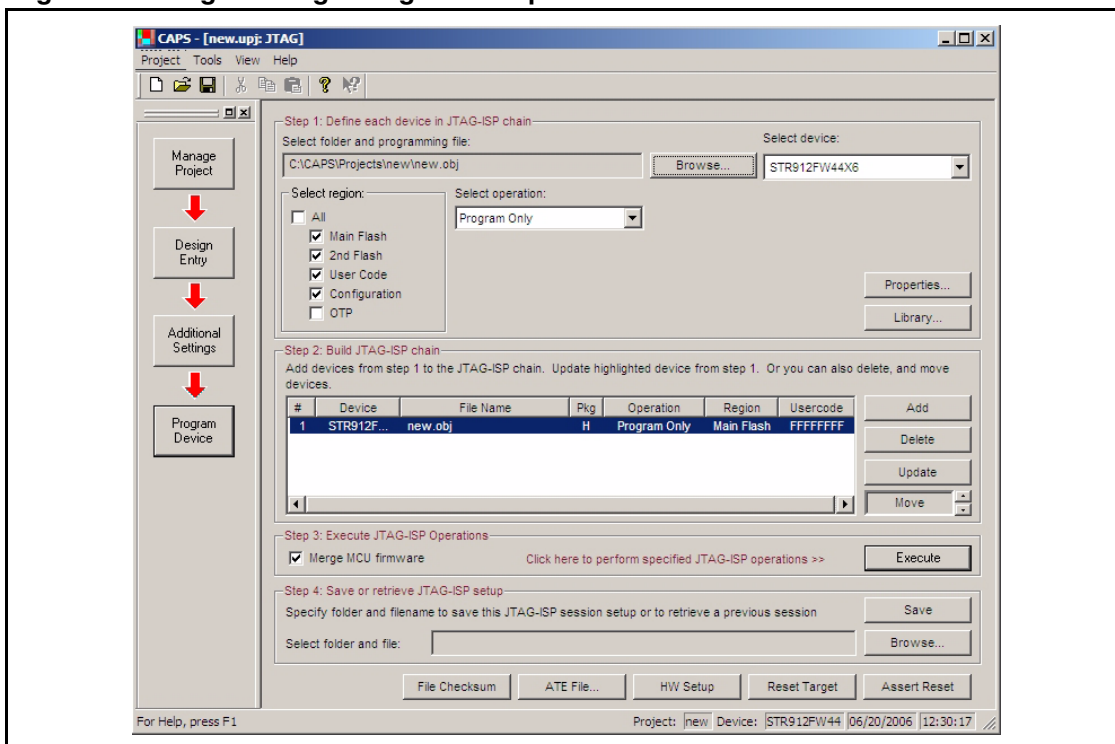 CAPS - [new.upj: JTAG]
Project Tools View Help
Manage
Project
Design
Entry
Additional
Settings
Program
Device
Step 1: Define each device in JTAG-ISP chain
Select folder and programming file:
Select device:
C:\CAPS\Projects\new\new.obj
Browse...
STR912FW44X6
Select region:
Select operation:
All
Program Only
Main Flash
2nd Flash
User Code
Configuration
OTP
Properties...
Library...
Step 2: Build JTAG-ISP chain
Add devices from step 1 to the JTAG-ISP chain. Update highlighted device from step 1. Or you can also delete, and move
devices.
# Device File Name Pkg Operation Region Usercode
1 STR912F... new.obj H Program Only Main Flash FFFFFFFF
Add
Delete
Update
Move
Step 3: Execute JTAG-ISP Operations
Merge MCU firmware
Click here to perform specified JTAG-ISP operations >>
Execute
Step 4: Save or retrieve JTAG-ISP setup
Specify folder and filename to save this JTAG-ISP session setup or to retrieve a previous session
Save
Select folder and file:
Browse...
File Checksum
ATE File...
HW Setup
Reset Target
Assert Reset
For Help, press F1
Project: new Device: STR912FW44 06/20/2006 12:30:17